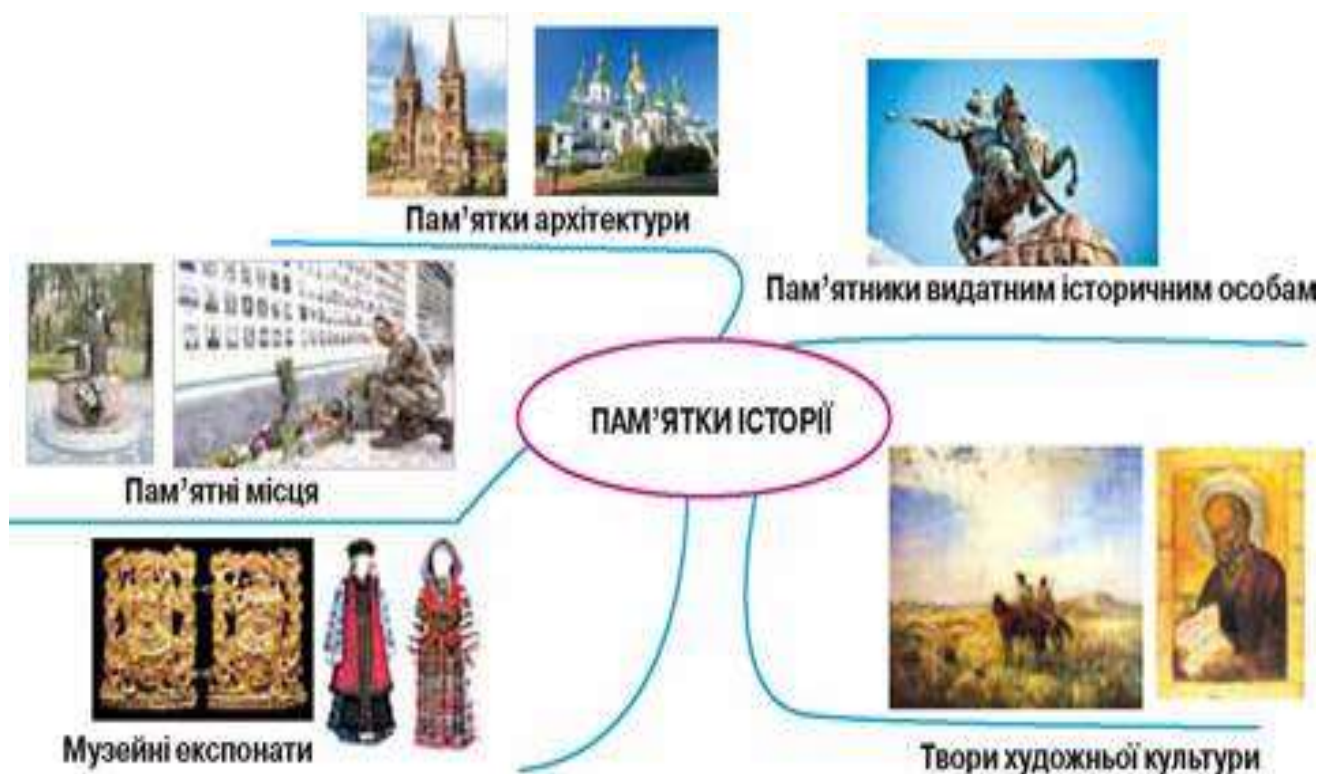 Пам’ятки архітектури
Пам’ятники видатним історичним особам
ПАМ’ЯТКИ ІСТОРІЇ
Пам’ятні місця
Музейні експонати
Твори художньої культури